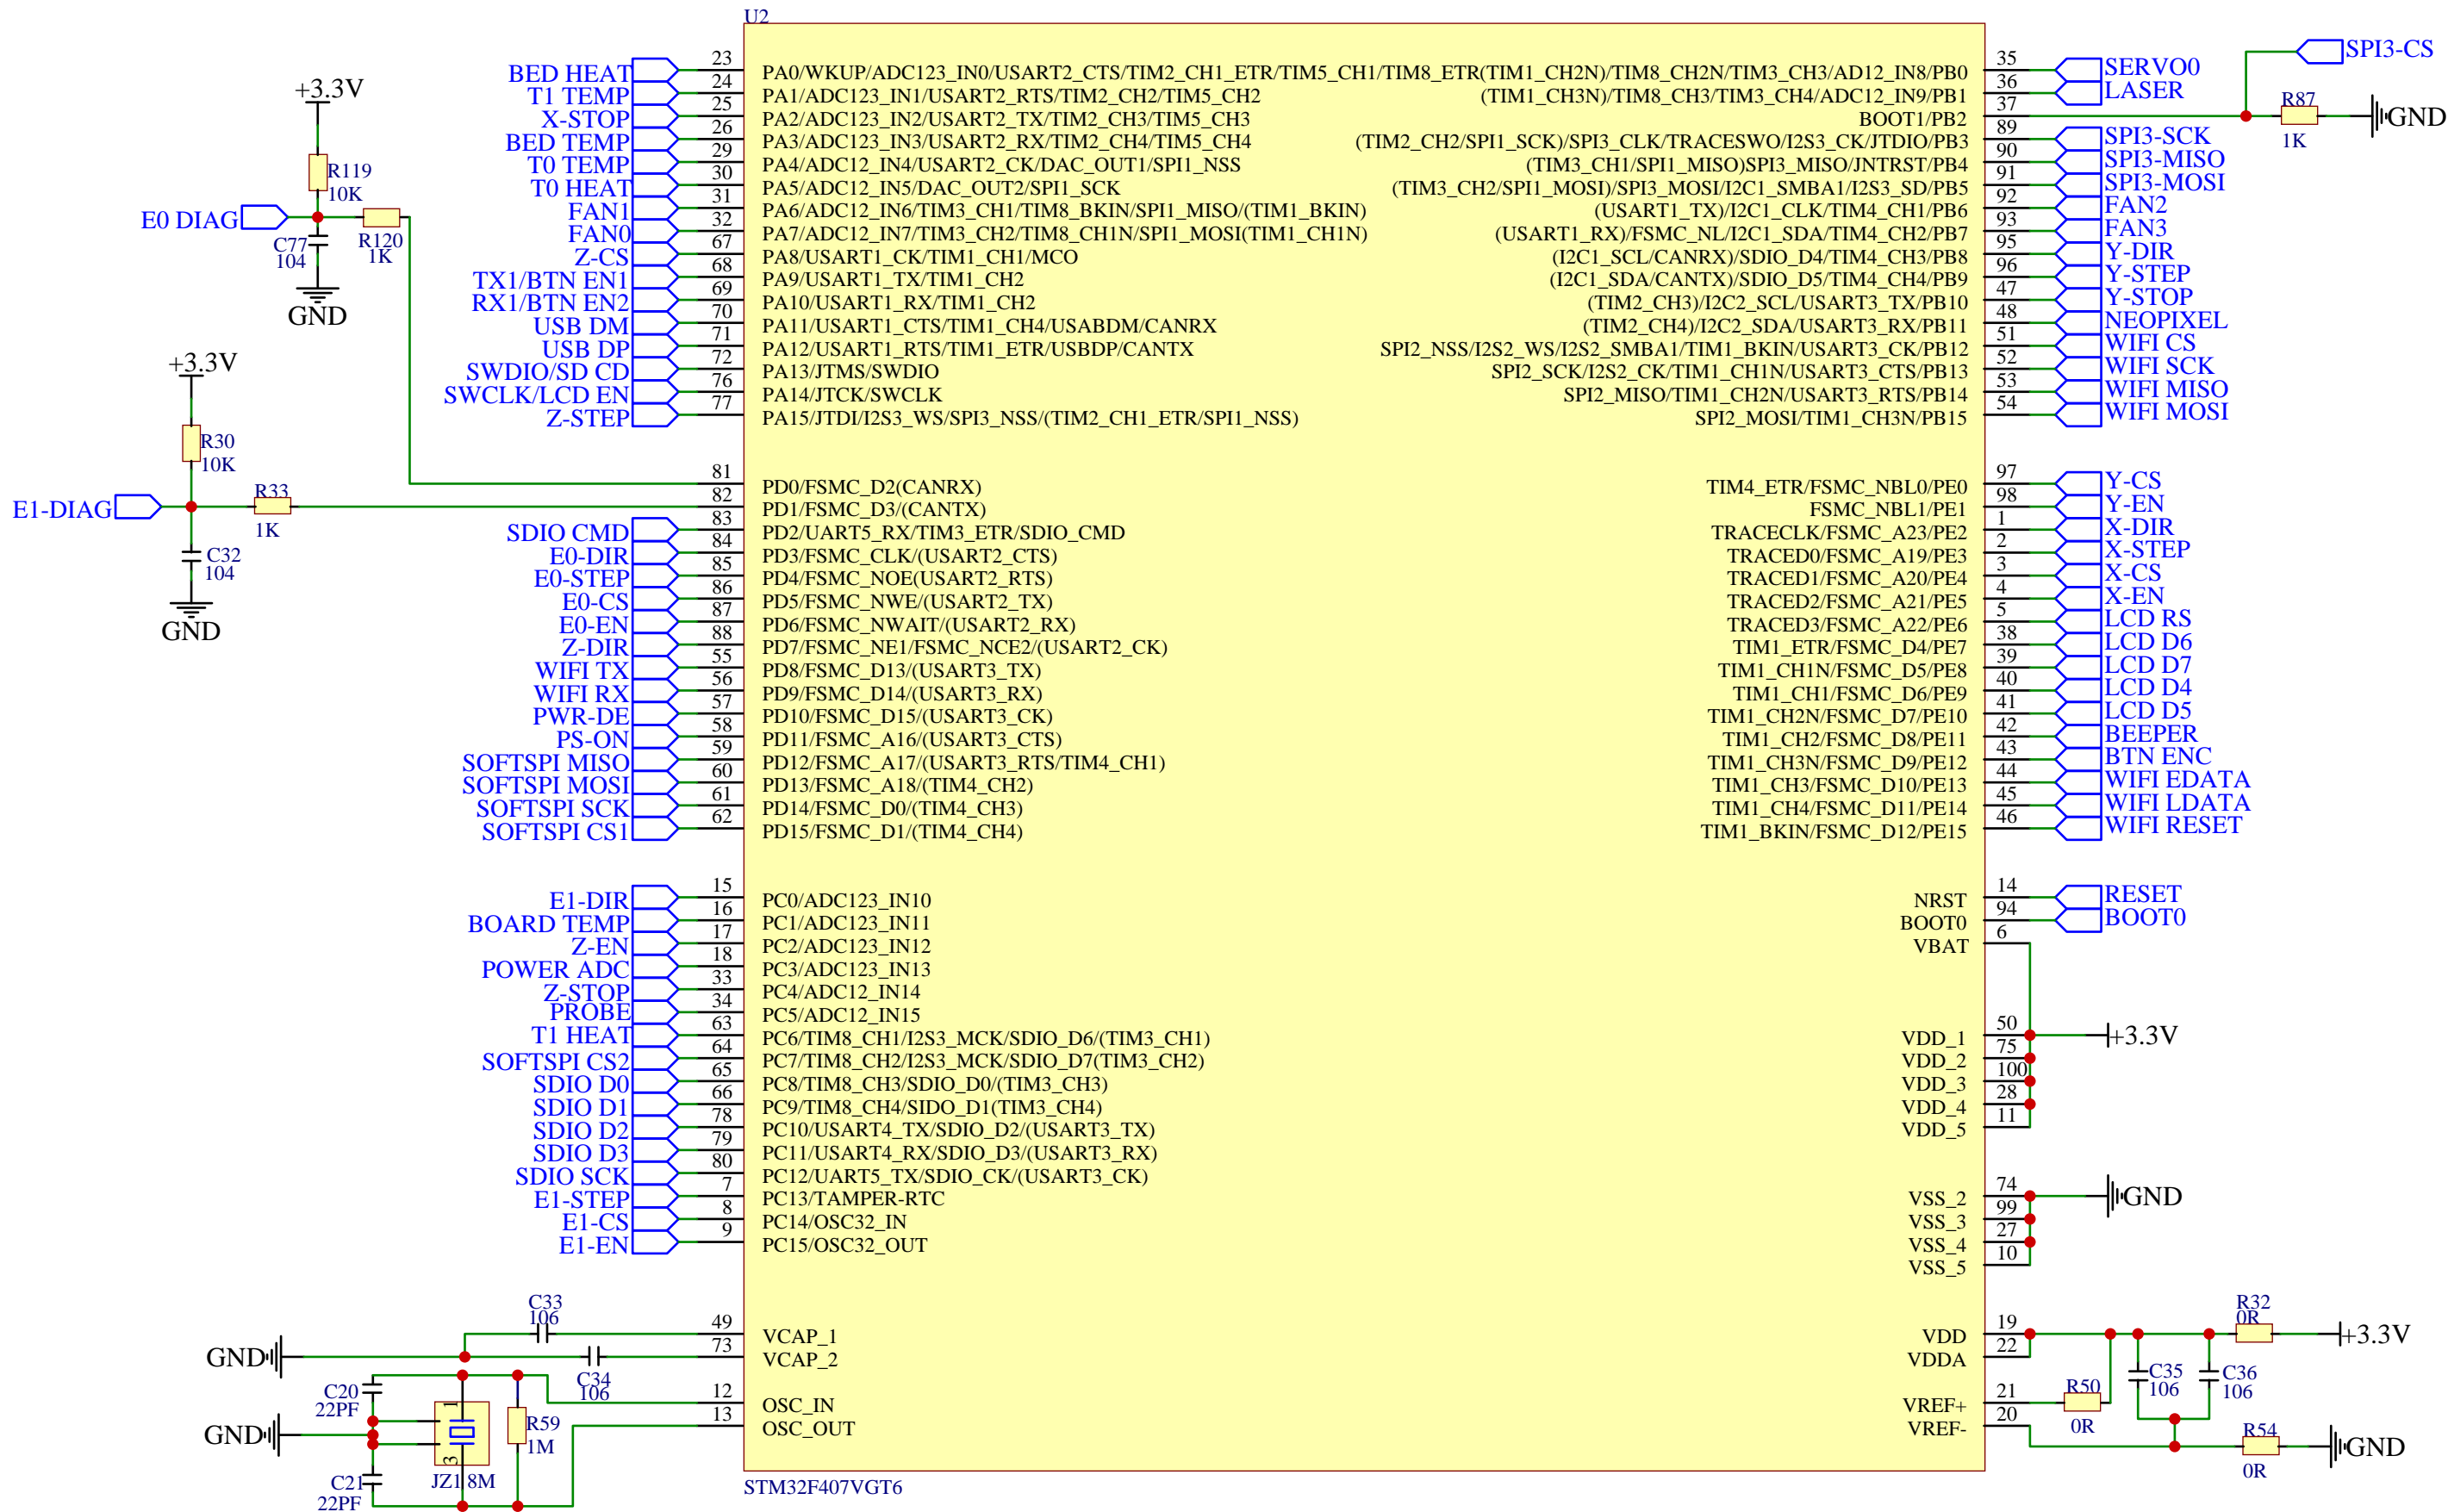 U2
BED HEAT 23 PA0/WKUP/ADC123_IN0/USART2_CTS/TIM2_CH1_ETR/TIM5_CH1/TIM8_ETR(TIM1_CH2N)/TIM8_CH2N/TIM3_CH3/AD12_IN8/PB0 35 SERVO0
T1 TEMP 24 PA1/ADC123_IN1/USART2_RTS/TIM2_CH2/TIM5_CH2 (TIM1_CH3N)/TIM8_CH3/TIM3_CH4/ADC12_IN9/PB1 36 LASER
X-STOP 25 PA2/ADC123_IN2/USART2_TX/TIM2_CH3/TIM5_CH3 BOOT1/PB2 37
BED TEMP 26 PA3/ADC123_IN3/USART2_RX/TIM2_CH4/TIM5_CH4 (TIM2_CH2/SPI1_SCK)/SPI3_CLK/TRACESWO/I2S3_CK/JTDIO/PB3 89 SPI3-SCK
T0 TEMP 29 PA4/ADC12_IN4/USART2_CK/DAC_OUT1/SPI1_NSS (TIM3_CH1/SPI1_MISO)SPI3_MISO/JNTRST/PB4 90 SPI3-MISO
T0 HEAT 30 PA5/ADC12_IN5/DAC_OUT2/SPI1_SCK (TIM3_CH2/SPI1_MOSI)/SPI3_MOSI/I2C1_SMBA1/I2S3_SD/PB5 91 SPI3-MOSI
FAN1 31 PA6/ADC12_IN6/TIM3_CH1/TIM8_BKIN/SPI1_MISO/(TIM1_BKIN) (USART1_TX)/I2C1_CLK/TIM4_CH1/PB6 92 FAN2
FAN0 32 PA7/ADC12_IN7/TIM3_CH2/TIM8_CH1N/SPI1_MOSI(TIM1_CH1N) (USART1_RX)/FSMC_NL/I2C1_SDA/TIM4_CH2/PB7 93 FAN3
Z-CS 67 PA8/USART1_CK/TIM1_CH1/MCO (I2C1_SCL/CANRX)/SDIO_D4/TIM4_CH3/PB8 95 Y-DIR
TX1/BTN EN1 68 PA9/USART1_TX/TIM1_CH2 (I2C1_SDA/CANTX)/SDIO_D5/TIM4_CH4/PB9 96 Y-STEP
RX1/BTN EN2 69 PA10/USART1_RX/TIM1_CH2 (TIM2_CH3)/I2C2_SCL/USART3_TX/PB10 47 Y-STOP
USB DM 70 PA11/USART1_CTS/TIM1_CH4/USABDM/CANRX (TIM2_CH4)/I2C2_SDA/USART3_RX/PB11 48 NEOPIXEL
USB DP 71 PA12/USART1_RTS/TIM1_ETR/USBDP/CANTX SPI2_NSS/I2S2_WS/I2S2_SMBA1/TIM1_BKIN/USART3_CK/PB12 51 WIFI CS
SWDIO/SD CD 72 PA13/JTMS/SWDIO SPI2_SCK/I2S2_CK/TIM1_CH1N/USART3_CTS/PB13 52 WIFI SCK
SWCLK/LCD EN 76 PA14/JTCK/SWCLK SPI2_MISO/TIM1_CH2N/USART3_RTS/PB14 53 WIFI MISO
Z-STEP 77 PA15/JTDI/I2S3_WS/SPI3_NSS/(TIM2_CH1_ETR/SPI1_NSS) SPI2_MOSI/TIM1_CH3N/PB15 54 WIFI MOSI
SPI3-CS
R87
1K
GND
+3.3V
R119
10K
E0 DIAG
C77
104
R120
1K
GND
+3.3V
R30
10K
E1-DIAG
R33
1K
C32
104
GND
81 PD0/FSMC_D2(CANRX) TIM4_ETR/FSMC_NBL0/PE0 97 Y-CS
82 PD1/FSMC_D3/(CANTX) FSMC_NBL1/PE1 98 Y-EN
SDIO CMD 83 PD2/UART5_RX/TIM3_ETR/SDIO_CMD TRACECLK/FSMC_A23/PE2 1 X-DIR
E0-DIR 84 PD3/FSMC_CLK/(USART2_CTS) TRACED0/FSMC_A19/PE3 2 X-STEP
E0-STEP 85 PD4/FSMC_NOE(USART2_RTS) TRACED1/FSMC_A20/PE4 3 X-CS
E0-CS 86 PD5/FSMC_NWE/(USART2_TX) TRACED2/FSMC_A21/PE5 4 X-EN
E0-EN 87 PD6/FSMC_NWAIT/(USART2_RX) TRACED3/FSMC_A22/PE6 5 LCD RS
Z-DIR 88 PD7/FSMC_NE1/FSMC_NCE2/(USART2_CK) TIM1_ETR/FSMC_D4/PE7 38 LCD D6
WIFI TX 55 PD8/FSMC_D13/(USART3_TX) TIM1_CH1N/FSMC_D5/PE8 39 LCD D7
WIFI RX 56 PD9/FSMC_D14/(USART3_RX) TIM1_CH1/FSMC_D6/PE9 40 LCD D4
PWR-DE 57 PD10/FSMC_D15/(USART3_CK) TIM1_CH2N/FSMC_D7/PE10 41 LCD D5
PS-ON 58 PD11/FSMC_A16/(USART3_CTS) TIM1_CH2/FSMC_D8/PE11 42 BEEPER
SOFTSPI MISO 59 PD12/FSMC_A17/(USART3_RTS/TIM4_CH1) TIM1_CH3N/FSMC_D9/PE12 43 BTN ENC
SOFTSPI MOSI 60 PD13/FSMC_A18/(TIM4_CH2) TIM1_CH3/FSMC_D10/PE13 44 WIFI EDATA
SOFTSPI SCK 61 PD14/FSMC_D0/(TIM4_CH3) TIM1_CH4/FSMC_D11/PE14 45 WIFI LDATA
SOFTSPI CS1 62 PD15/FSMC_D1/(TIM4_CH4) TIM1_BKIN/FSMC_D12/PE15 46 WIFI RESET
E1-DIR 15 PC0/ADC123_IN10 NRST 14 RESET
BOARD TEMP 16 PC1/ADC123_IN11 BOOT0 94 BOOT0
Z-EN 17 PC2/ADC123_IN12 VBAT 6
POWER ADC 18 PC3/ADC123_IN13
Z-STOP 33 PC4/ADC12_IN14
PROBE 34 PC5/ADC12_IN15
T1 HEAT 63 PC6/TIM8_CH1/I2S3_MCK/SDIO_D6/(TIM3_CH1) VDD_1 50 +3.3V
SOFTSPI CS2 64 PC7/TIM8_CH2/I2S3_MCK/SDIO_D7(TIM3_CH2) VDD_2 75
SDIO D0 65 PC8/TIM8_CH3/SDIO_D0/(TIM3_CH3) VDD_3 100
SDIO D1 66 PC9/TIM8_CH4/SIDO_D1(TIM3_CH4) VDD_4 28
SDIO D2 78 PC10/USART4_TX/SDIO_D2/(USART3_TX) VDD_5 11
SDIO D3 79 PC11/USART4_RX/SDIO_D3/(USART3_RX)
SDIO SCK 80 PC12/UART5_TX/SDIO_CK/(USART3_CK)
E1-STEP 7 PC13/TAMPER-RTC VSS_2 74 GND
E1-CS 8 PC14/OSC32_IN VSS_3 99
E1-EN 9 PC15/OSC32_OUT VSS_4 27
VSS_5 10
C33
106
49 VCAP_1 VDD 19
GND 73 VCAP_2 VDDA 22
C34
106
12 OSC_IN VREF+ 21
13 OSC_OUT VREF- 20
C20
22PF
GND
C21
22PF
1
3
JZ1 8M
R59
1M
R32
0R
+3.3V
C35
106
C36
106
R50
0R
R54
0R
GND
STM32F407VGT6